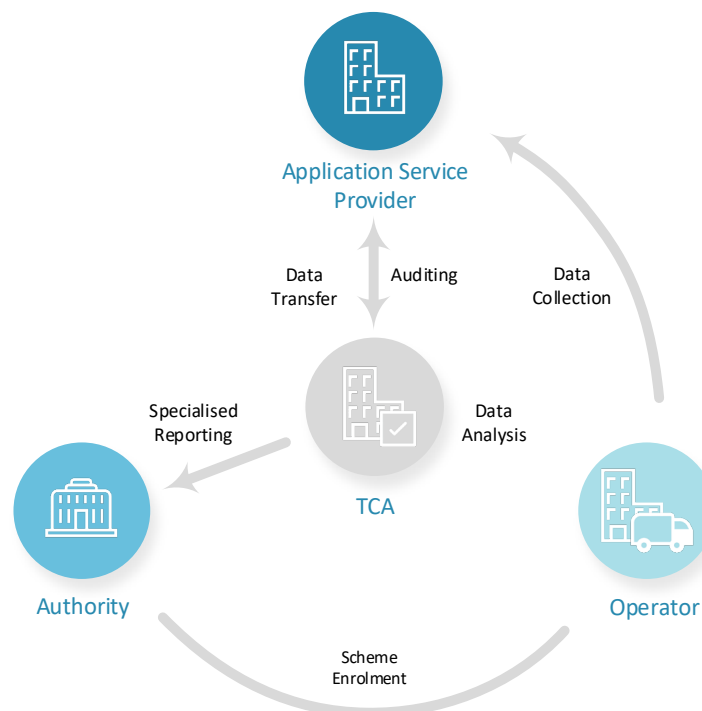 Application Service
Provider
Data
Transfer
Auditing
Data
Collection
Specialised
Reporting
Data
Analysis
TCA
Authority
Operator
Scheme
Enrolment